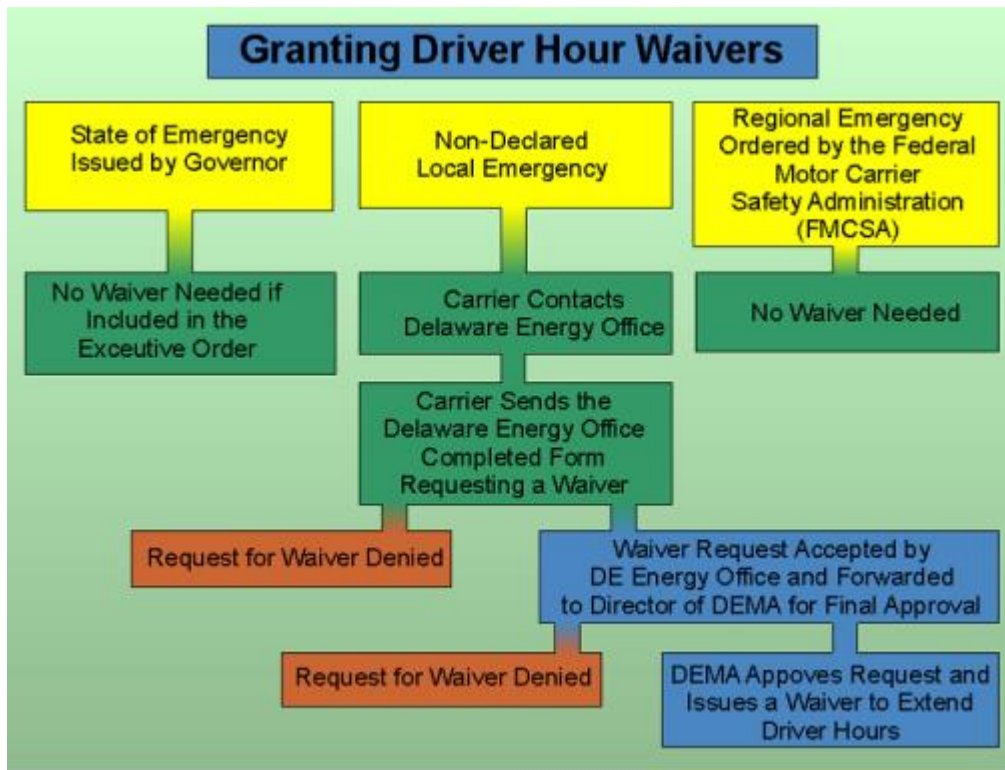 Granting Driver Hour Waivers
State of Emergency
Issued by Governor
Non-Declared
Local Emergency
Regional Emergency
Ordered by the Federal
Motor Carrier
Safety Administration
(FMCSA)
No Waiver Needed if
Included in the
Exceutive Order
Carrier Contacts
Delaware Energy Office
No Waiver Needed
Carrier Sends the
Delaware Energy Office
Completed Form
Requesting a Waiver
Request for Waiver Denied
Waiver Request Accepted by
DE Energy Office and Forwarded
to Director of DEMA for Final Approval
Request for Waiver Denied
DEMA Appoves Request and
Issues a Waiver to Extend
Driver Hours